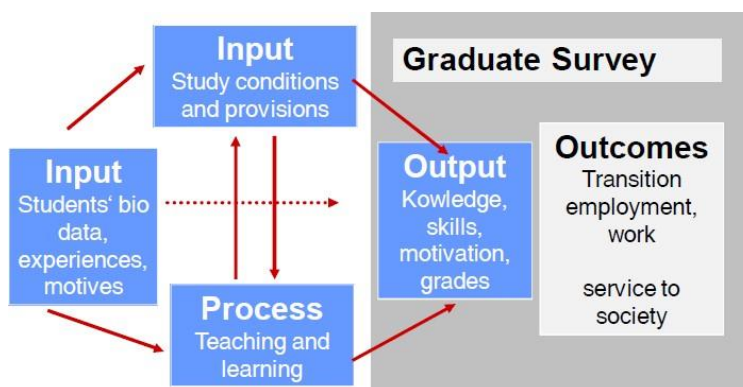 Input
Study conditions
and provisions
Graduate Survey
Input
Students‘ bio
data,
experiences,
motives
Output
Kowledge,
skills,
motivation,
grades
Outcomes
Transition
employment,
work
service to
society
Process
Teaching and
learning